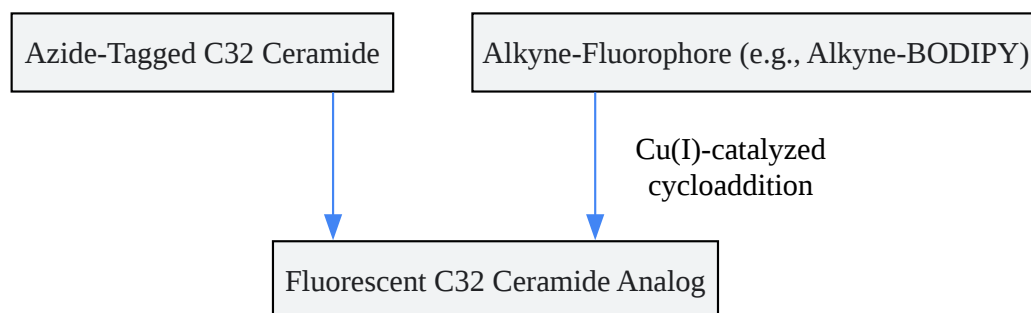 Azide-Tagged C32 Ceramide
Alkyne-Fluorophore (e.g., Alkyne-BODIPY)
Cu(I)-catalyzed
cycloaddition
Fluorescent C32 Ceramide Analog